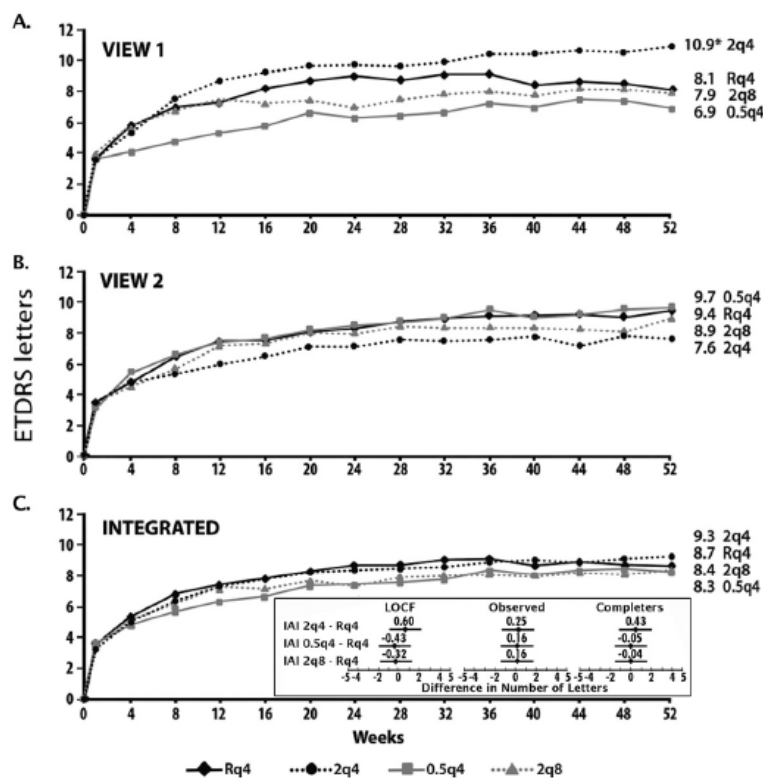 A.
VIEW 1
12
10
8
6
4
2
0
10.9* 2q4
8.1 Rq4
7.9 2q8
6.9 0.5q4
0 4 8 12 16 20 24 28 32 36 40 44 48 52
B.
VIEW 2
12
10
8
6
4
2
0
9.7 0.5q4
9.4 Rq4
8.9 2q8
7.6 2q4
0 4 8 12 16 20 24 28 32 36 40 44 48 52
ETDRS letters
C.
INTEGRATED
12
10
8
6
4
2
0
9.3 2q4
8.7 Rq4
8.4 2q8
8.3 0.5q4
LOCF Observed Completers
IAI 2q4 - Rq4 0.60 0.25 0.43
IAI 0.5q4 - Rq4 -0.43 0.16 -0.05
IAI 2q8 - Rq4 -0.32 0.16 -0.04
-5-4 -2 0 2 4 5-4 -2 0 2 4 5-4 -2 0 2 4 5
Difference in Number of Letters
0 4 8 12 16 20 24 28 32 36 40 44 48 52
Weeks
Rq4 2q4 0.5q4 2q8